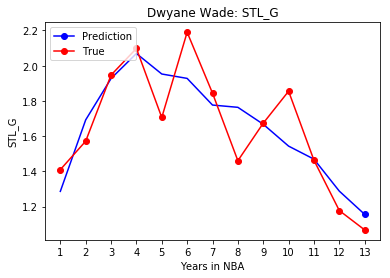 Dwyane Wade: STL_G
Prediction
True
STL_G
2.2
2.0
1.8
1.6
1.4
1.2
1 2 3 4 5 6 7 8 9 10 11 12 13
Years in NBA